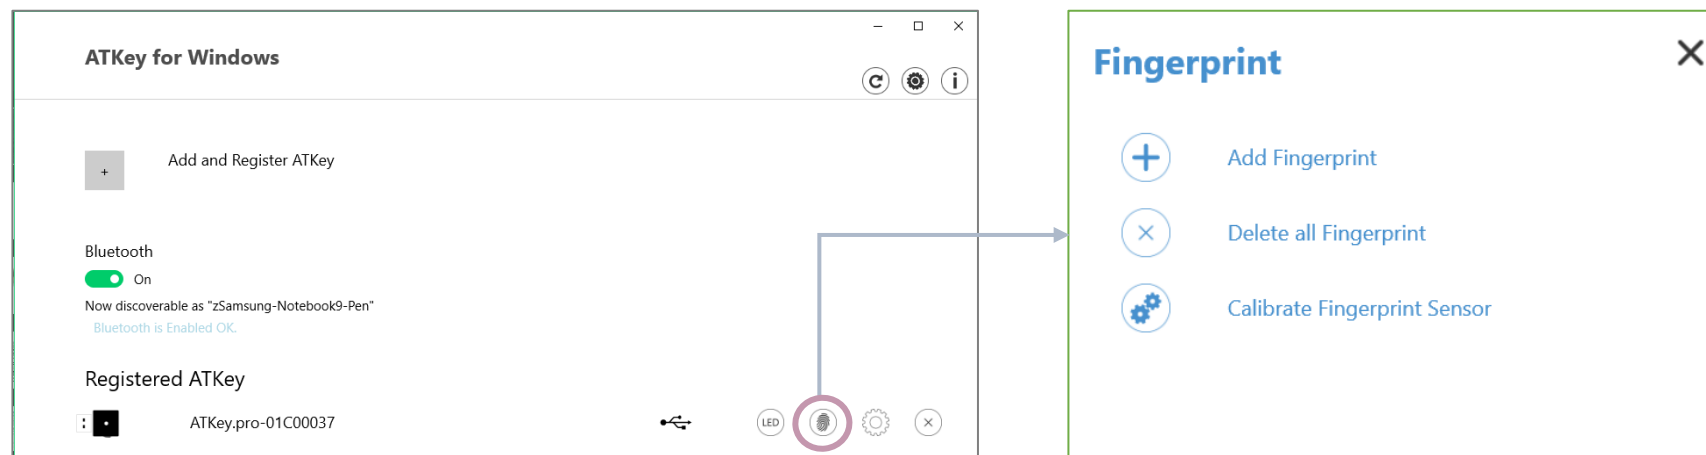 ATKey for Windows
Add and Register ATKey
Bluetooth
On
Now discoverable as "zSamsung-Notebook9-Pen"
Bluetooth is Enabled OK.
Registered ATKey
ATKey.pro-01C00037
LED
Fingerprint
Add Fingerprint
Delete all Fingerprint
Calibrate Fingerprint Sensor